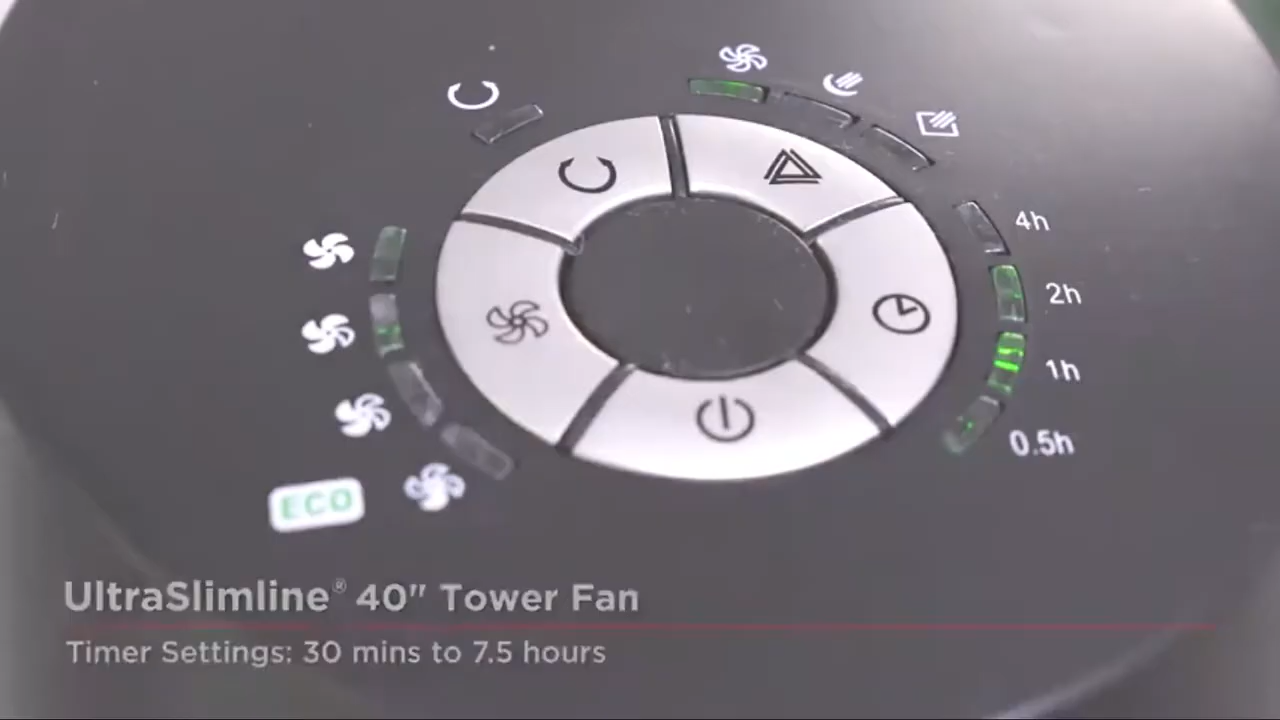 4h
2h
1h
0.5h
ECO
UltraSlimline® 40" Tower Fan
Timer Settings: 30 mins to 7.5 hours